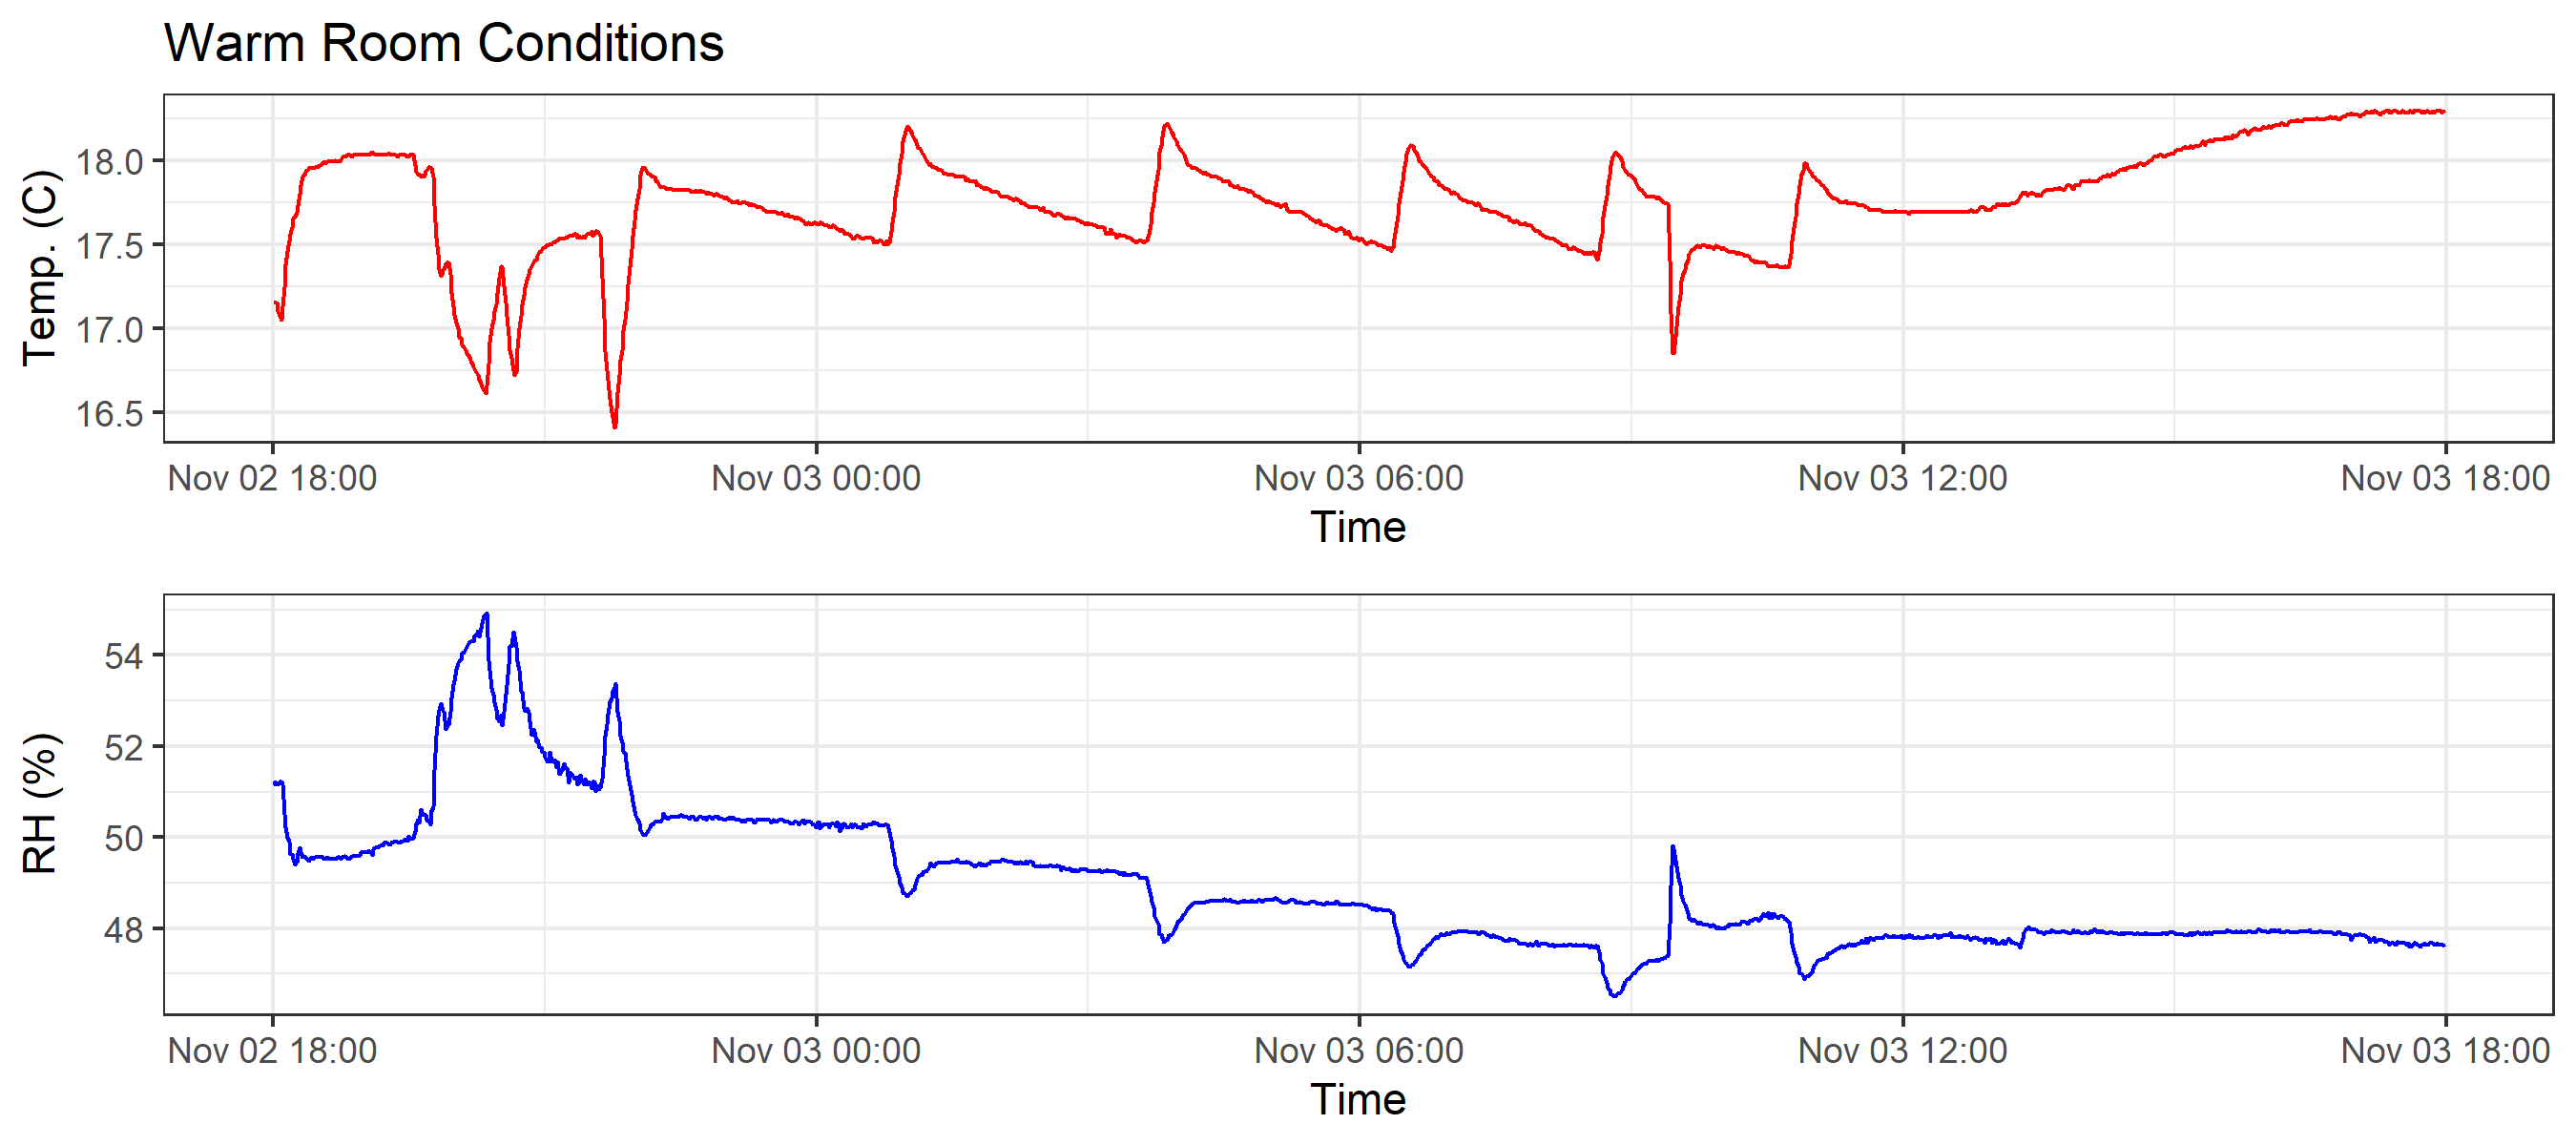 Warm Room Conditions
Temp. (C)
18.0
17.5
17.0
16.5
Nov 02 18:00 Nov 03 00:00 Nov 03 06:00 Nov 03 12:00 Nov 03 18:00
Time
RH (%)
54
52
50
48
Nov 02 18:00 Nov 03 00:00 Nov 03 06:00 Nov 03 12:00 Nov 03 18:00
Time